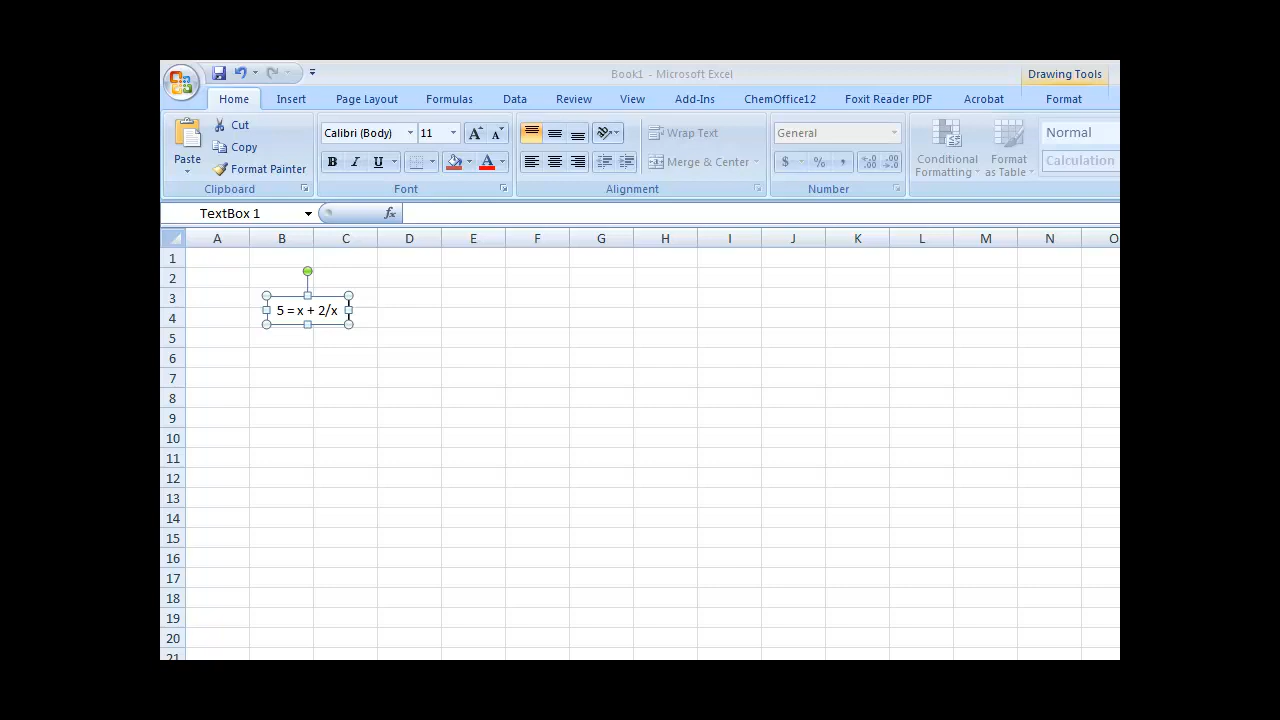 Book1 - Microsoft Excel
Drawing Tools
Home Insert Page Layout Formulas Data Review View Add-Ins ChemOffice12 Foxit Reader PDF Acrobat Format
Paste
Cut
Copy
Format Painter
Clipboard
Calibri (Body) 11
B I U
Font
Wrap Text
Merge & Center
Alignment
General
$ % ,
Number
Conditional
Formatting
Format
as Table
Normal
Calculation
TextBox 1
fx
A B C D E F G H I J K L M N O
1
2
3
5 = x + 2/x
4
5
6
7
8
9
10
11
12
13
14
15
16
17
18
19
20
21